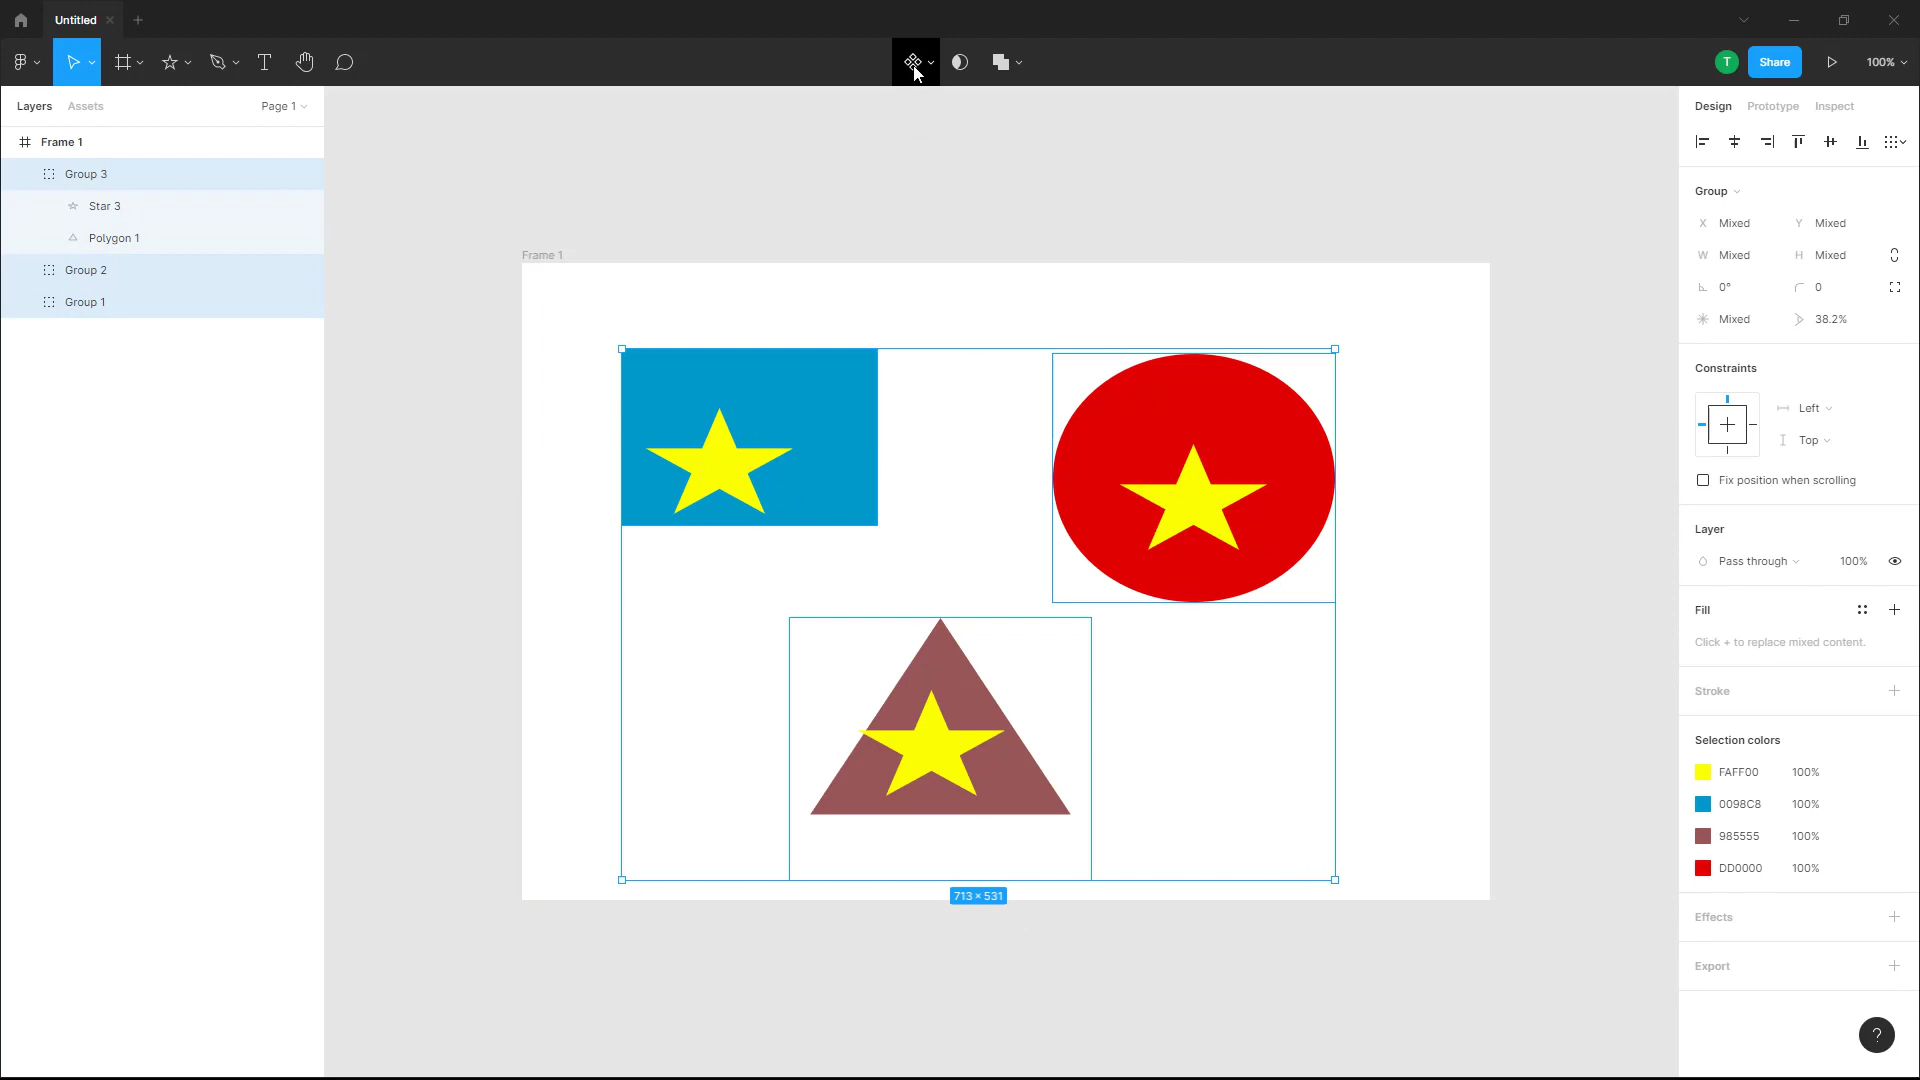 Untitled
Share
T
100%
Layers
Assets
Page 1
Frame 1
Group 3
Star 3
Polygon 1
Group 2
Group 1
Frame 1
713 × 531
Design
Prototype
Inspect
Group
X Mixed Y Mixed
W Mixed H Mixed
0° 0
Mixed 38.2%
Constraints
Left
Top
Fix position when scrolling
Layer
Pass through 100%
Fill
Click + to replace mixed content.
Stroke
Selection colors
FAFF00 100%
0098C8 100%
985555 100%
DD0000 100%
Effects
Export
?